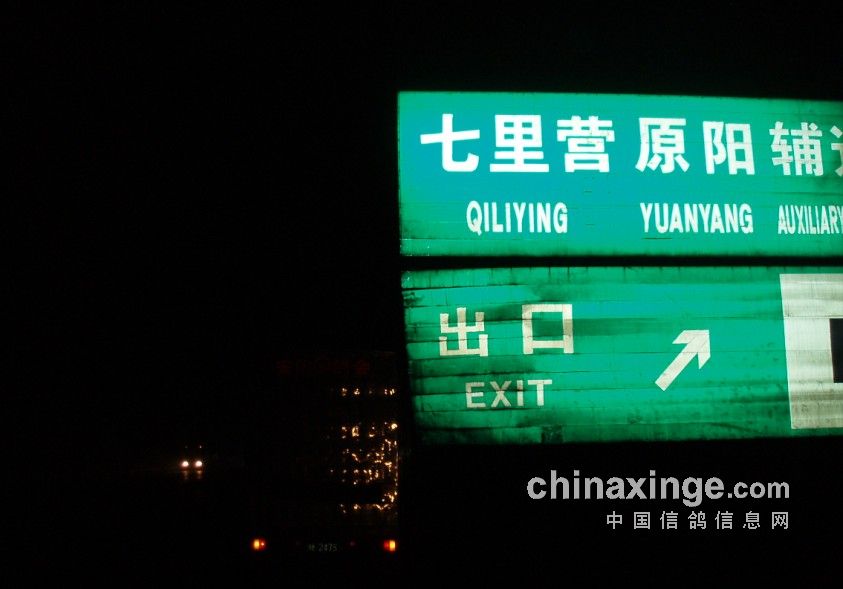 七里营 原阳 辅
QILIYING YUANYANG AUXILIARY
出口
EXIT
chinaxinge.com
中国信鸽信息网